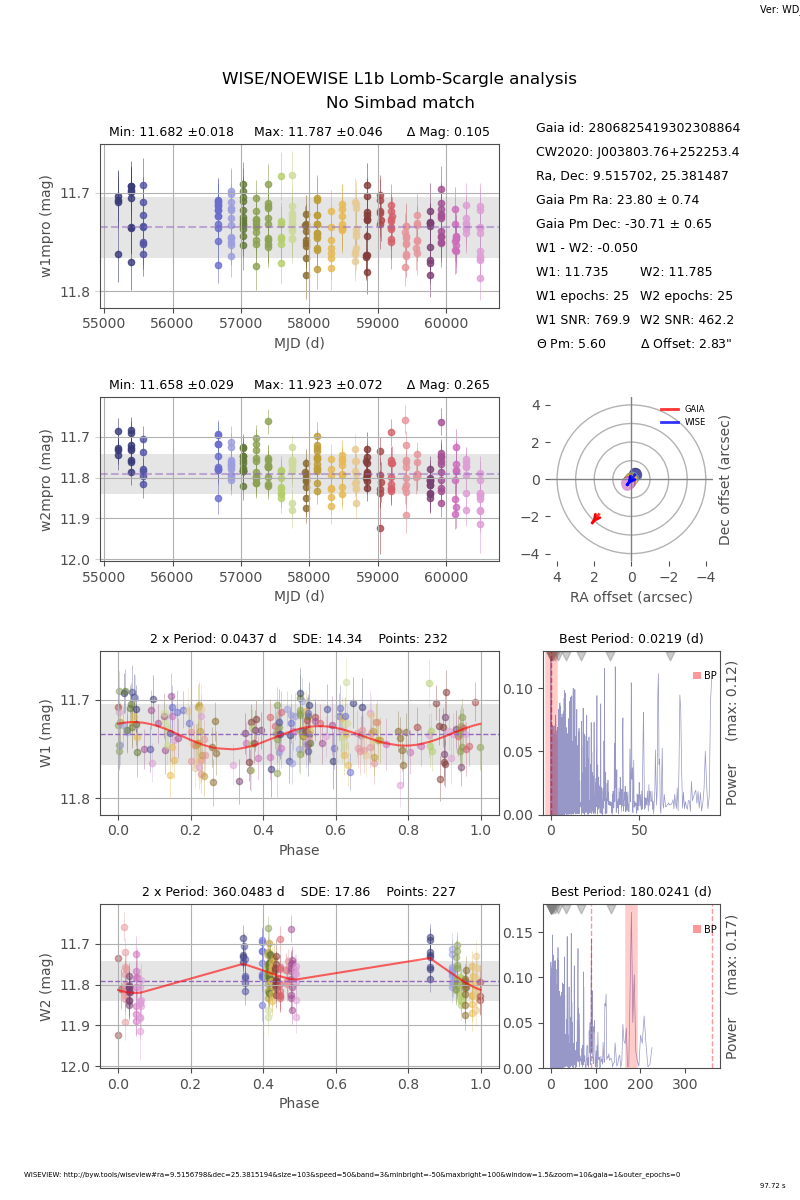 Ver: WD_
WISE/NOEWISE L1b Lomb-Scargle analysis
No Simbad match
Min: 11.682 ±0.018 Max: 11.787 ±0.046 Δ Mag: 0.105
w1mpro (mag)
11.7
11.8
55000 56000 57000 58000 59000 60000
MJD (d)
Gaia id: 2806825419302308864
CW2020: J003803.76+252253.4
Ra, Dec: 9.515702, 25.381487
Gaia Pm Ra: 23.80 ± 0.74
Gaia Pm Dec: -30.71 ± 0.65
W1 - W2: -0.050
W1: 11.735 W2: 11.785
W1 epochs: 25 W2 epochs: 25
W1 SNR: 769.9 W2 SNR: 462.2
Θ Pm: 5.60 Δ Offset: 2.83"
Min: 11.658 ±0.029 Max: 11.923 ±0.072 Δ Mag: 0.265
w2mpro (mag)
11.7
11.8
11.9
12.0
55000 56000 57000 58000 59000 60000
MJD (d)
GAIA
WISE
4
2
0
−2
−4
4 2 0 −2 −4
RA offset (arcsec)
Dec offset (arcsec)
2 x Period: 0.0437 d SDE: 14.34 Points: 232
W1 (mag)
11.7
11.8
0.0 0.2 0.4 0.6 0.8 1.0
Phase
Best Period: 0.0219 (d)
BP
0.10
0.05
0.00
0 50
Power (max: 0.12)
2 x Period: 360.0483 d SDE: 17.86 Points: 227
W2 (mag)
11.7
11.8
11.9
12.0
0.0 0.2 0.4 0.6 0.8 1.0
Phase
Best Period: 180.0241 (d)
BP
0.15
0.10
0.05
0.00
0 100 200 300
Power (max: 0.17)
WISEVIEW: http://byw.tools/wiseview#ra=9.5156798&dec=25.3815194&size=103&speed=50&band=3&minbright=-50&maxbright=100&window=1.5&zoom=10&gaia=1&outer_epochs=0
97.72 s